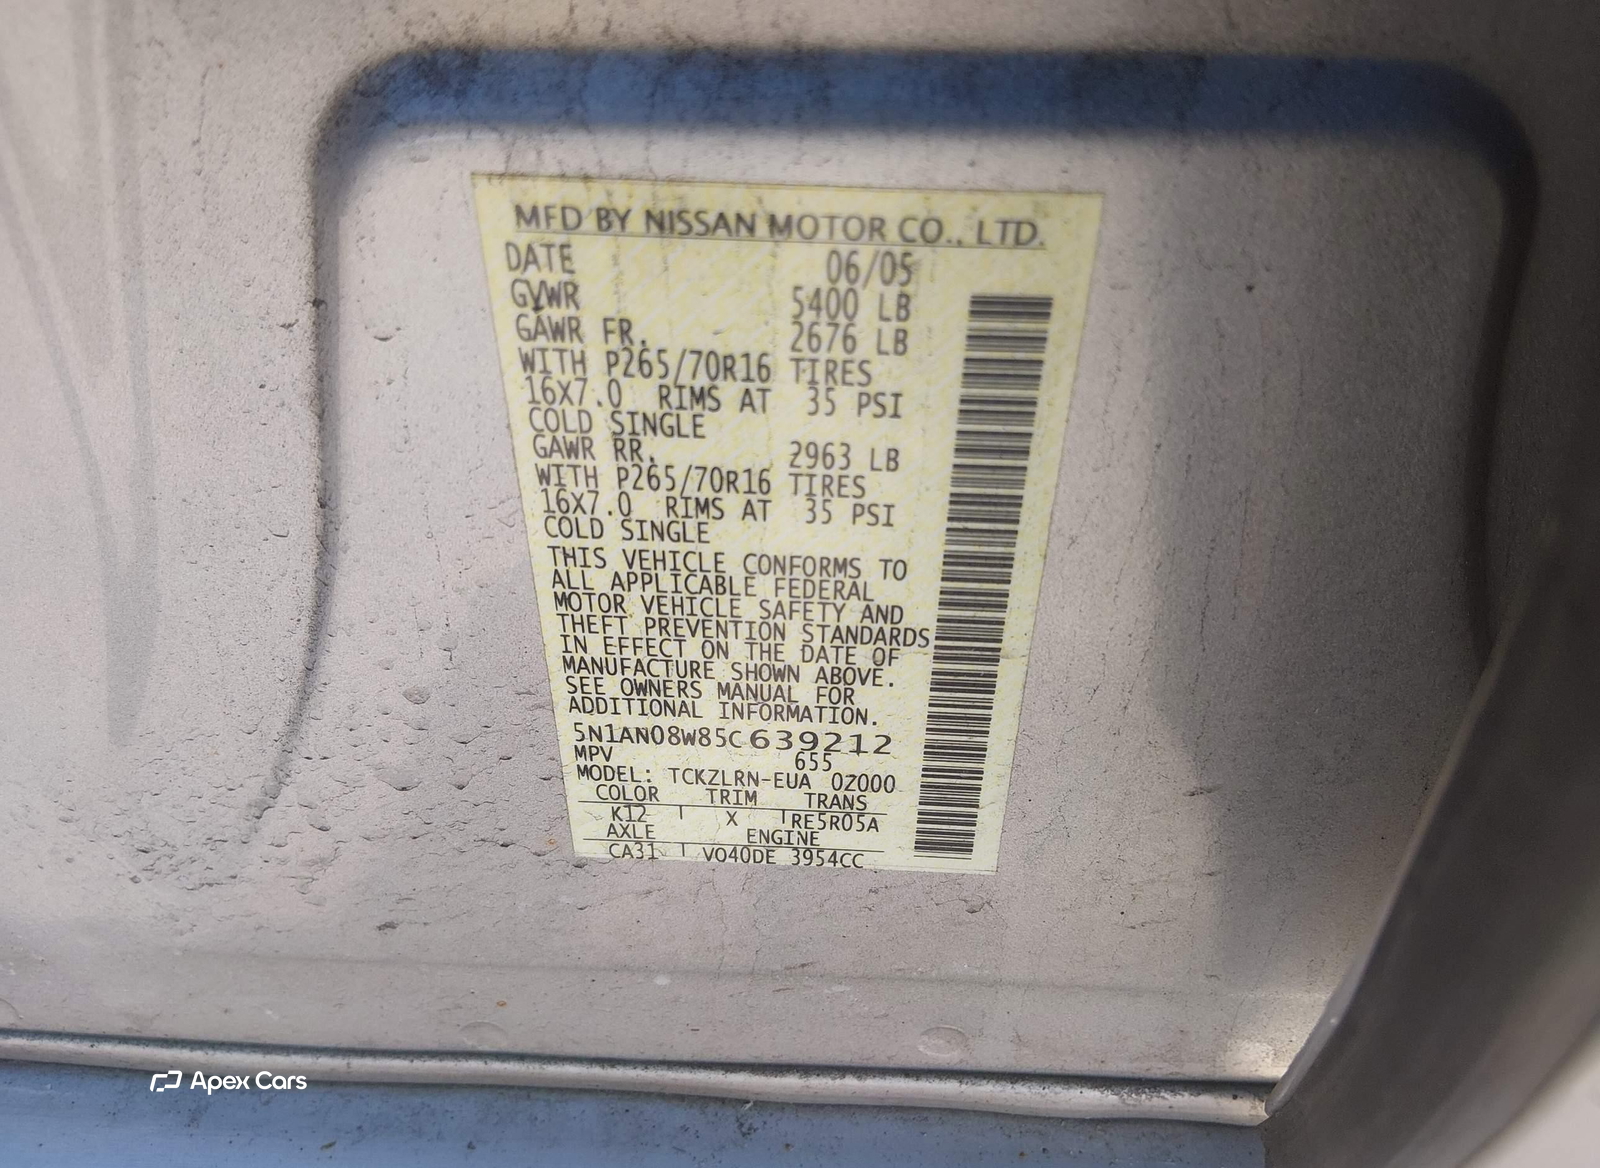 MFD BY NISSAN MOTOR CO., LTD.
DATE 06/05
GVWR 5400 LB
GAWR FR. 2676 LB
WITH P265/70R16 TIRES
16X7.0 RIMS AT 35 PSI
COLD SINGLE
GAWR RR. 2963 LB
WITH P265/70R16 TIRES
16X7.0 RIMS AT 35 PSI
COLD SINGLE
THIS VEHICLE CONFORMS TO
ALL APPLICABLE FEDERAL
MOTOR VEHICLE SAFETY AND
THEFT PREVENTION STANDARDS
IN EFFECT ON THE DATE OF
MANUFACTURE SHOWN ABOVE.
SEE OWNERS MANUAL FOR
ADDITIONAL INFORMATION.
5N1AN08W85C639212
MPV 655
MODEL: TCKZLRN-EUA 0Z000
COLOR TRIM TRANS
K12 X RE5R05A
AXLE ENGINE
CA31 VQ40DE 3954CC
Apex Cars